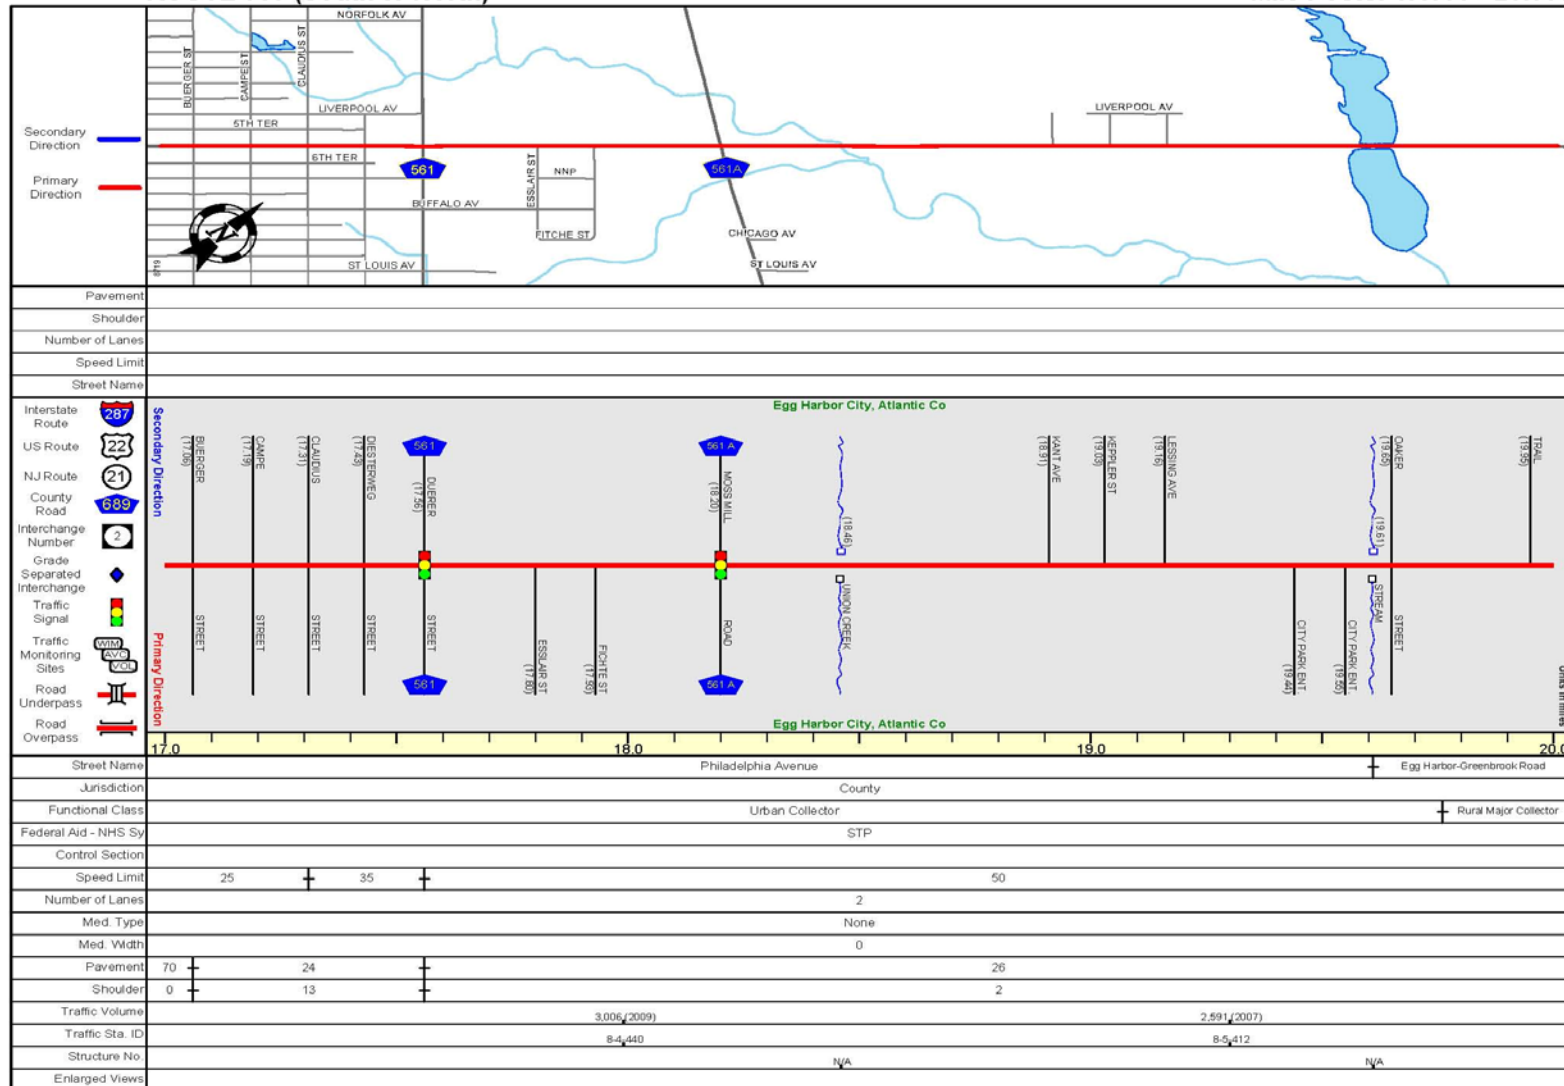 NORFOLK AV
BUERGER ST
CAMPE ST
CLAUDIUS ST
LIVERPOOL AV
LIVERPOOL AV
5TH TER
Secondary
Direction
6TH TER
561
ESSLAIR ST
NNP
561A
Primary
Direction
BUFFALO AV
N
FITCHE ST
CHICAGO AV
ST LOUIS AV
ST LOUIS AV
Pavement
Shoulder
Number of Lanes
Speed Limit
Street Name
Interstate
Route
287
US Route
22
NJ Route
21
County
Road
689
Interchange
Number
2
Grade
Separated
Interchange
Traffic
Signal
Traffic
Monitoring
Sites
WIM
AVC
VOL
Road
Underpass
Road
Overpass
Secondary Direction
Primary Direction
Egg Harbor City, Atlantic Co
BUERGER
(17.06)
STREET
CAMPE
(17.19)
STREET
CLAUDIUS
(17.31)
STREET
DIESTERWEG
(17.43)
STREET
561
DUERER
(17.56)
STREET
561
ESSLAIR ST
(17.80)
FICHTE ST
(17.93)
561 A
MOSS MILL
(18.20)
ROAD
561 A
(18.46)
UNION CREEK
KANT AVE
(18.91)
KEPPLER ST
(19.03)
LESSING AVE
(19.16)
CITY PARK ENT.
(19.44)
CITY PARK ENT.
(19.55)
(19.61)
STREAM
OAKER
(19.65)
STREET
TRAIL
(19.95)
Units in miles
Egg Harbor City, Atlantic Co
17.0 18.0 19.0 20.0
Street Name Philadelphia Avenue Egg Harbor-Greenbrook Road
Jurisdiction County
Functional Class Urban Collector Rural Major Collector
Federal Aid - NHS Sy STP
Control Section
Speed Limit 25 35 50
Number of Lanes 2
Med. Type None
Med. Width 0
Pavement 70 24 26
Shoulder 0 13 2
Traffic Volume 3,006 (2009) 2,591 (2007)
Traffic Sta. ID 8-4-440 8-5-412
Structure No. N/A N/A
Enlarged Views